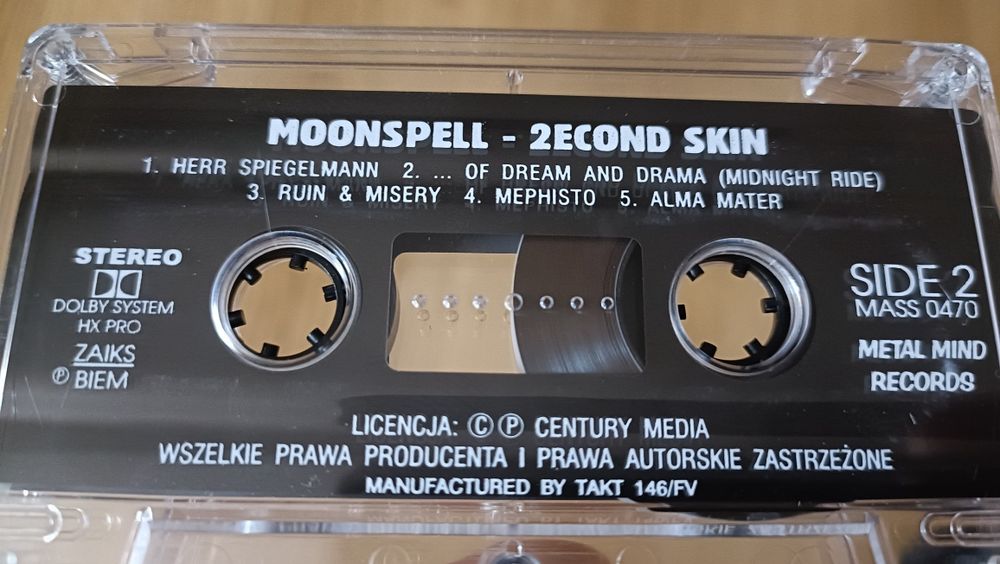 MOONSPELL - 2ECOND SKIN
1. HERR SPIEGELMANN 2. ... OF DREAM AND DRAMA (MIDNIGHT RIDE)
3. RUIN & MISERY 4. MEPHISTO 5. ALMA MATER
STEREO
DOLBY SYSTEM
HX PRO
ZAIKS
Ⓟ BIEM
SIDE 2
MASS 0470
METAL MIND
RECORDS
LICENCJA: ©Ⓟ CENTURY MEDIA
WSZELKIE PRAWA PRODUCENTA I PRAWA AUTORSKIE ZASTRZEŻONE
MANUFACTURED BY TAKT 146/FV